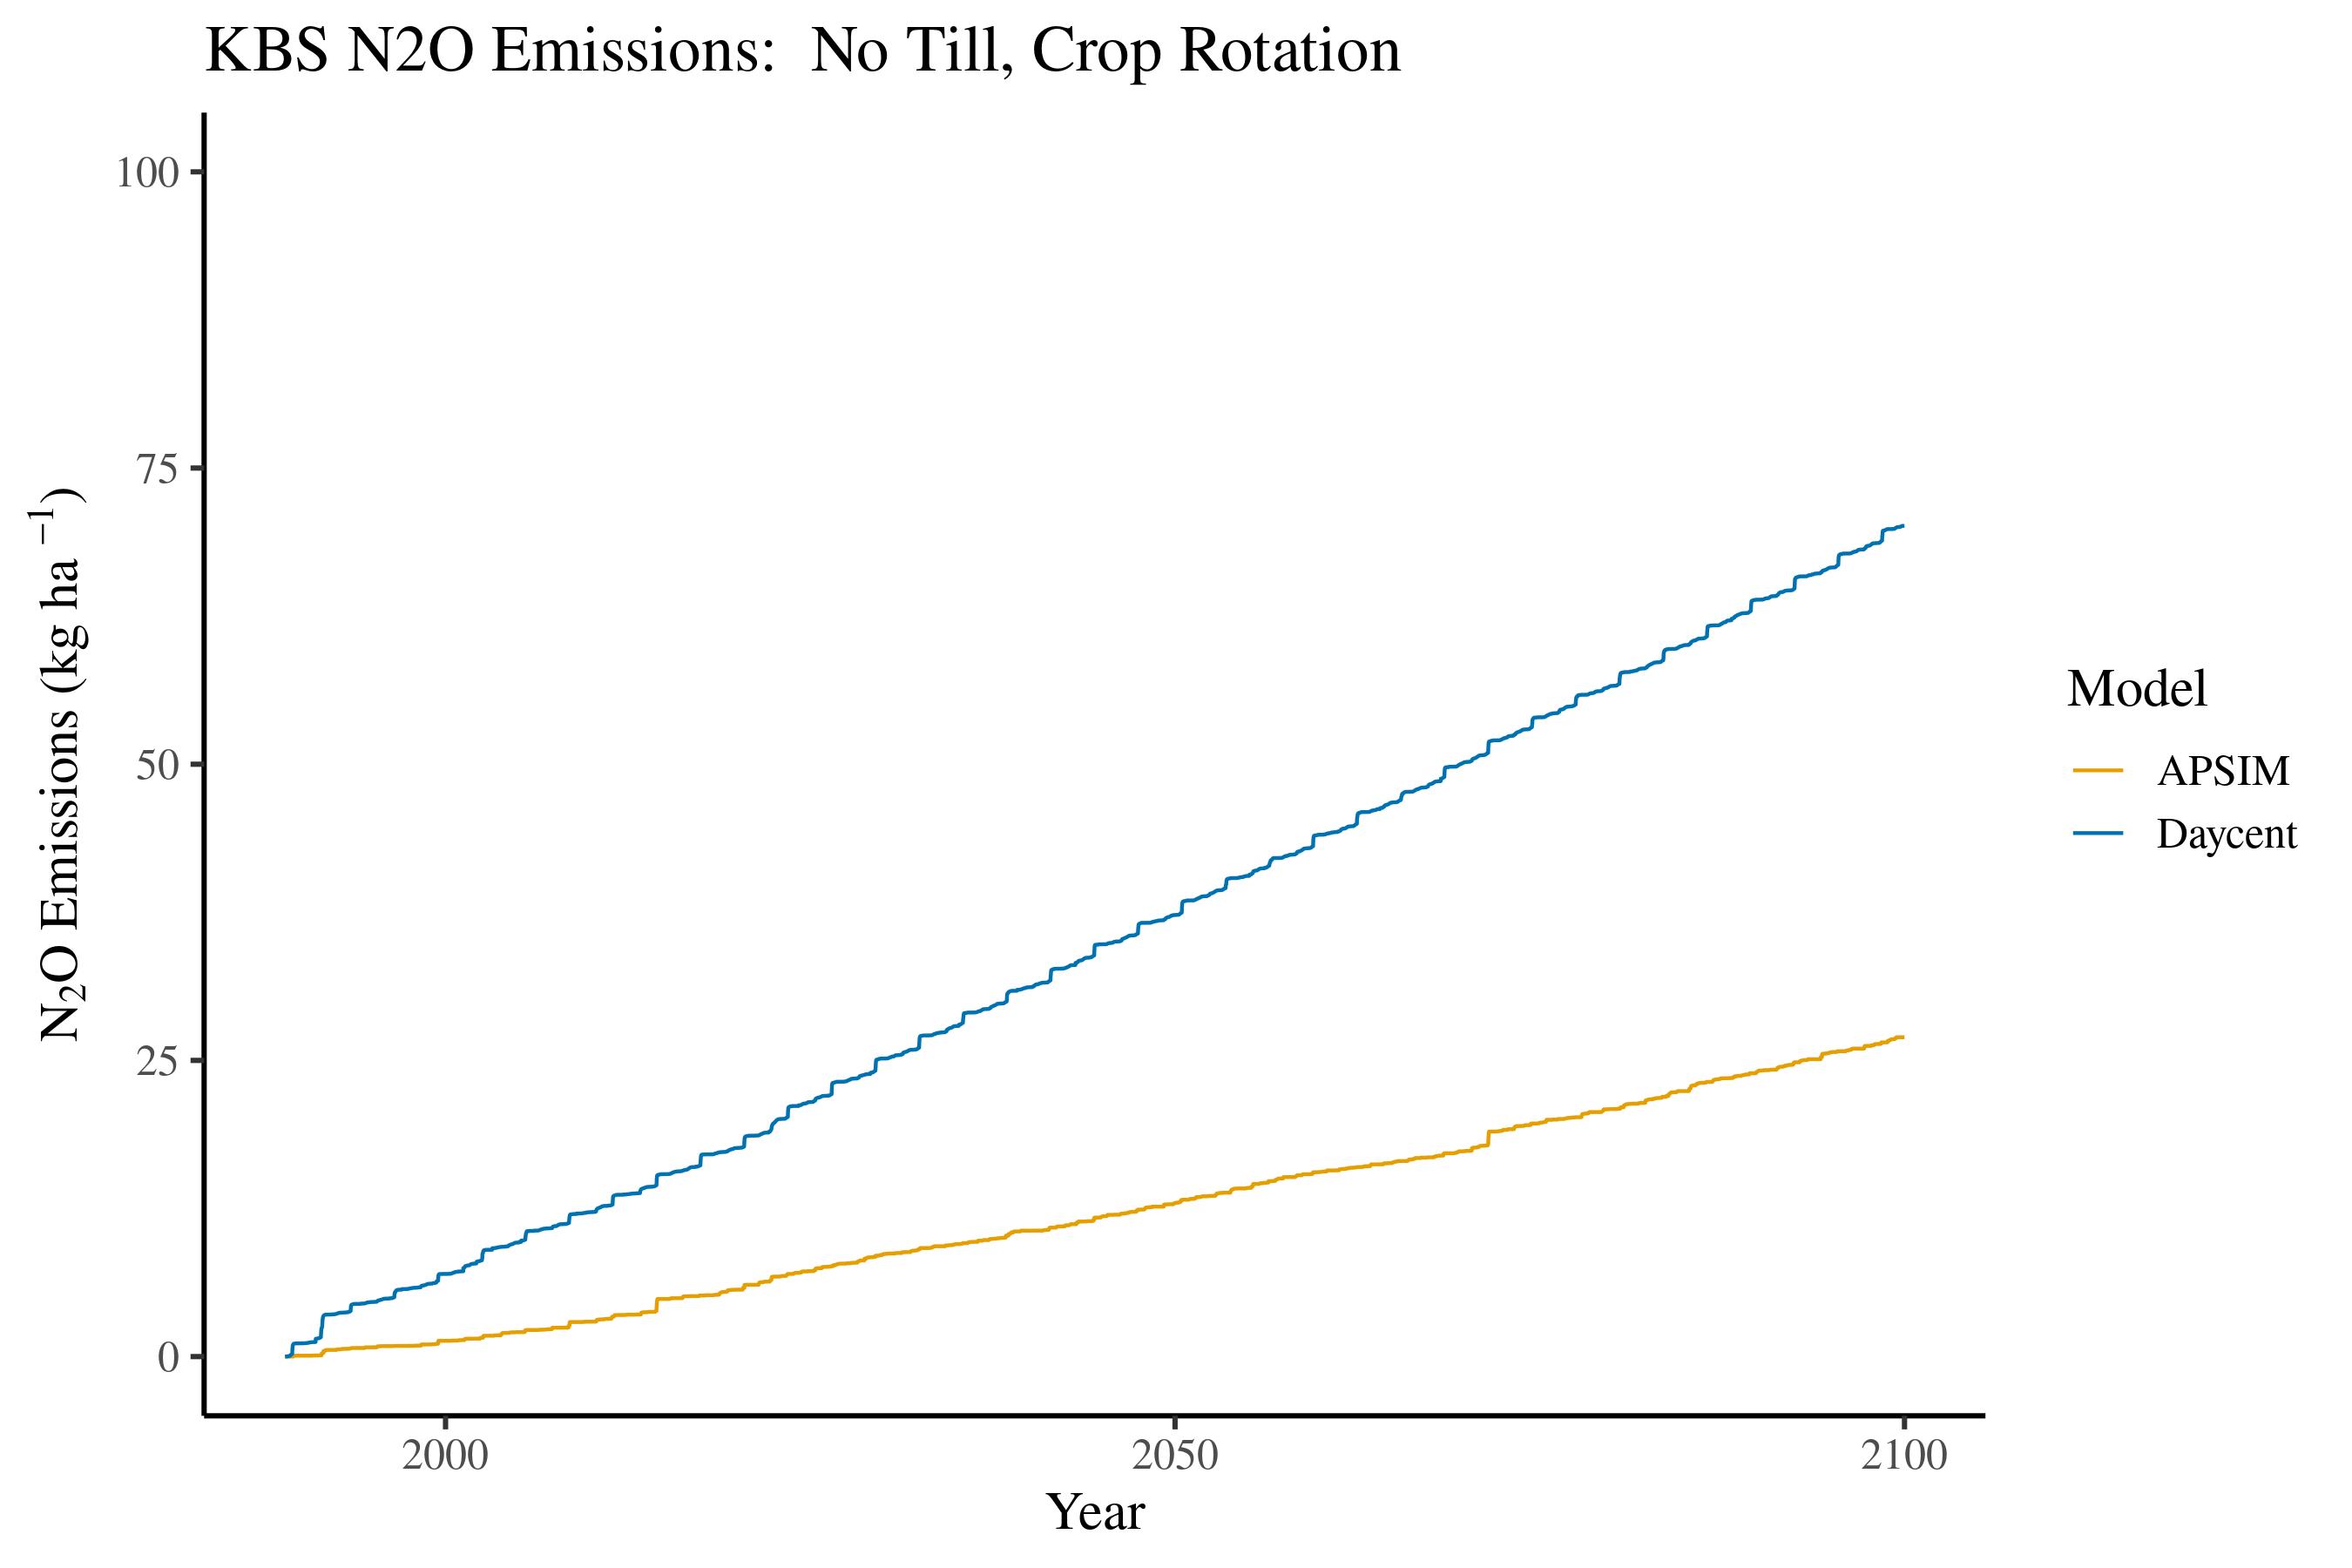 KBS N2O Emissions: No Till, Crop Rotation
N₂O Emissions (kg ha⁻¹)
100
75
50
25
0
2000 2050 2100
Year
Model
APSIM
Daycent